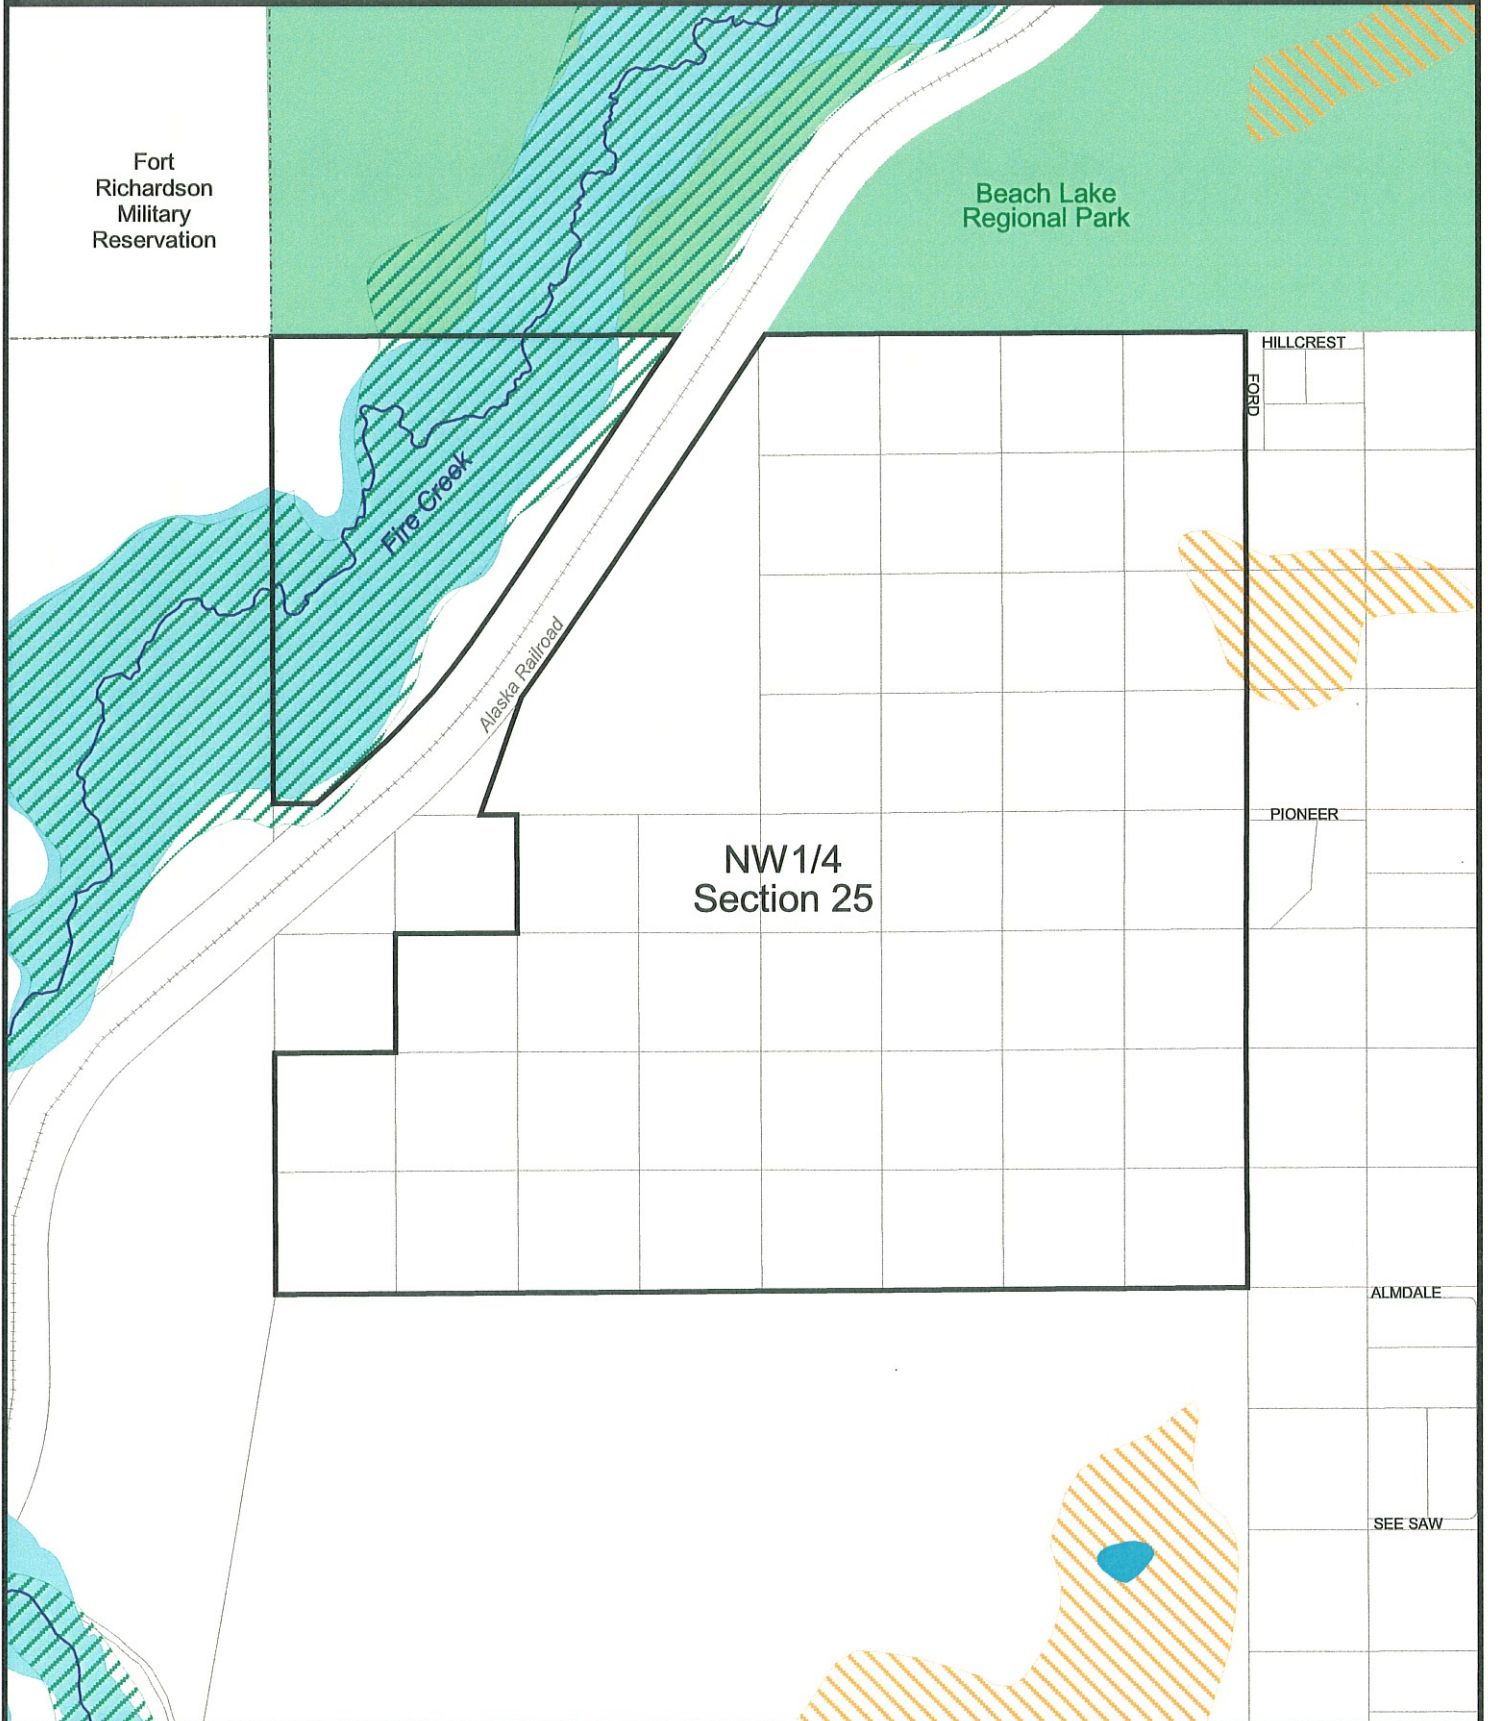 Fort
Richardson
Military
Reservation
Beach Lake
Regional Park
HILLCREST
FORD
Fire Creek
Alaska Railroad
PIONEER
NW1/4
Section 25
ALMDALE
SEE SAW